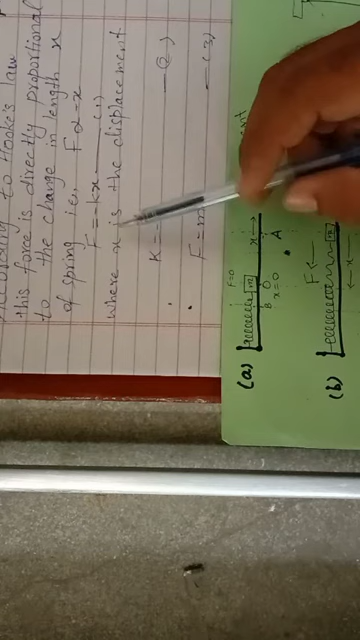 According to Hooke's law
this force is directly proportional
to the change in length x
of spring i.e. F α -x
F = -kx —(1)
where x is the displacement
K = —(2)
F = m —(3)
(a)
F=0
m
x
B O A
x=0
(b)
F
m
x